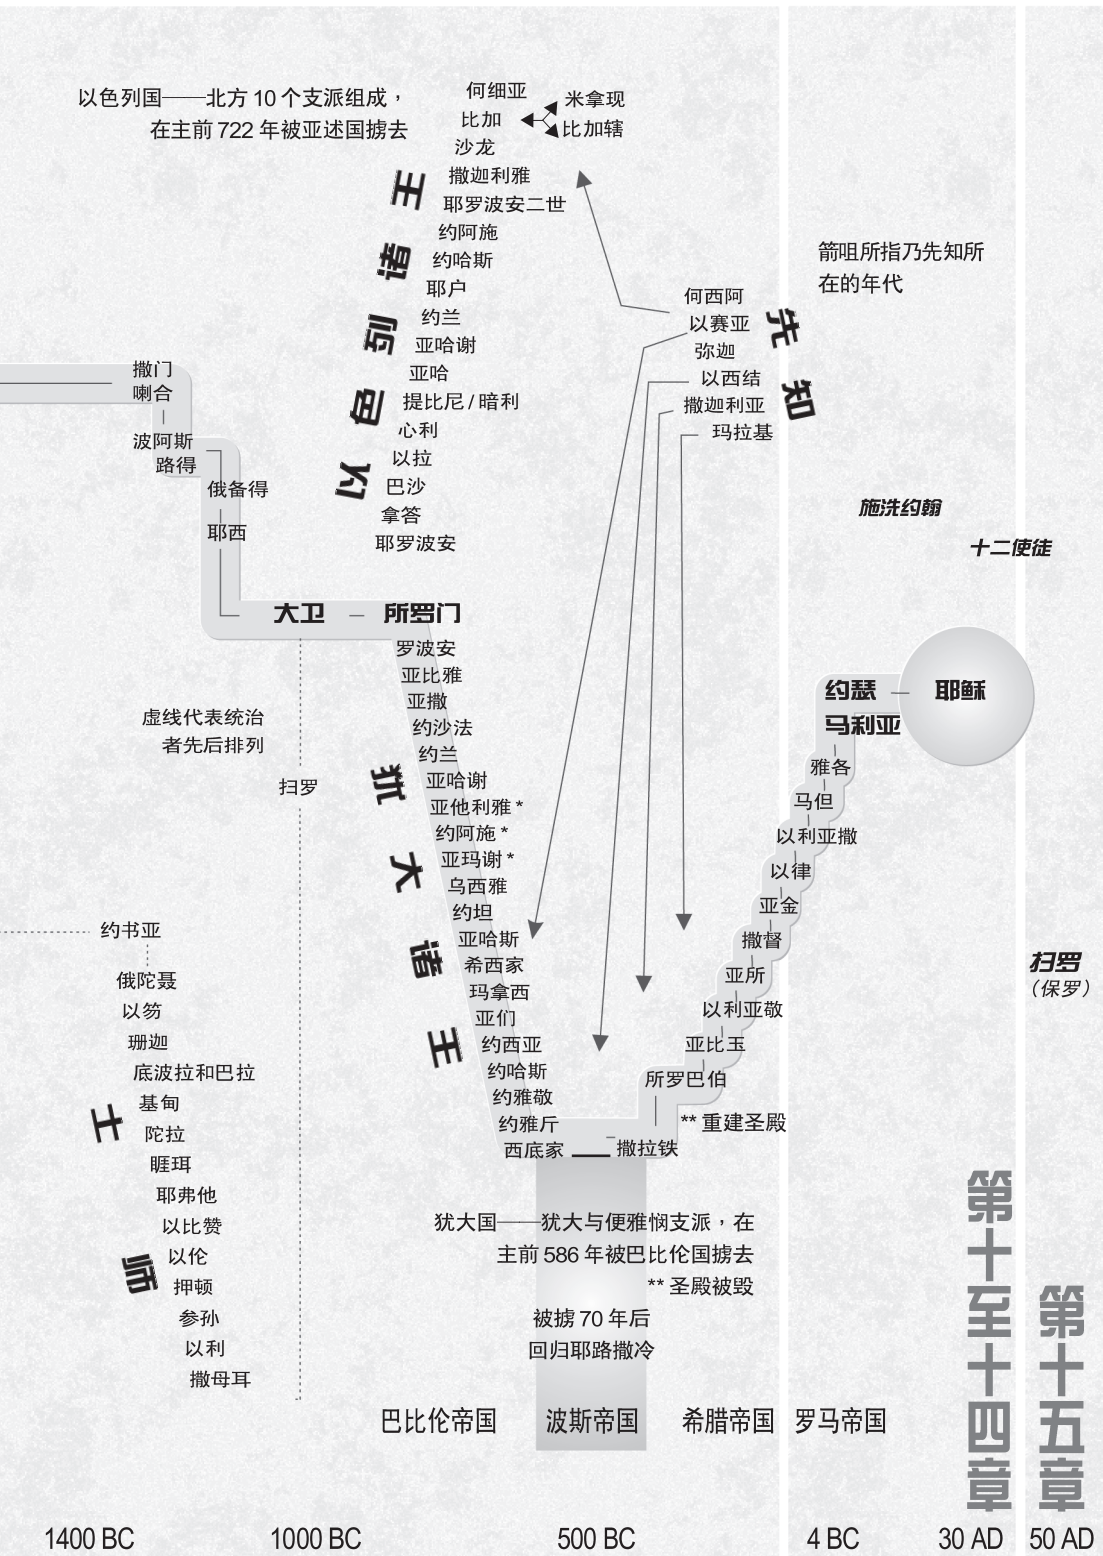 以色列国——北方 10 个支派组成，
在主前 722 年被亚述国掳去
何细亚
比加
米拿现
比加辖
沙龙
撒迦利雅
耶罗波安二世
约阿施
约哈斯
耶户
约兰
亚哈谢
亚哈
提比尼 / 暗利
心利
以拉
巴沙
拿答
耶罗波安
以色列诸王
箭咀所指乃先知所
在的年代
何西阿
以赛亚
弥迦
以西结
撒迦利亚
玛拉基
先知
撒门
喇合
波阿斯
路得
俄备得
耶西
大卫
所罗门
施洗约翰
十二使徒
罗波安
亚比雅
亚撒
约沙法
约兰
亚哈谢
亚他利雅 *
约阿施 *
亚玛谢 *
乌西雅
约坦
亚哈斯
希西家
玛拿西
亚们
约西亚
约哈斯
约雅敬
约雅斤
西底家
犹大诸王
虚线代表统治
者先后排列
扫罗
约书亚
俄陀聂
以笏
珊迦
底波拉和巴拉
基甸
陀拉
睚珥
耶弗他
以比赞
以伦
押顿
参孙
以利
撒母耳
士师
约瑟
马利亚
耶稣
雅各
马但
以利亚撒
以律
亚金
撒督
亚所
以利亚敬
亚比玉
所罗巴伯
撒拉铁
** 重建圣殿
扫罗
（保罗）
犹大国——犹大与便雅悯支派，在
主前 586 年被巴比伦国掳去
** 圣殿被毁
被掳 70 年后
回归耶路撒冷
巴比伦帝国
波斯帝国
希腊帝国
罗马帝国
第十至十四章
第十五章
1400 BC
1000 BC
500 BC
4 BC
30 AD
50 AD